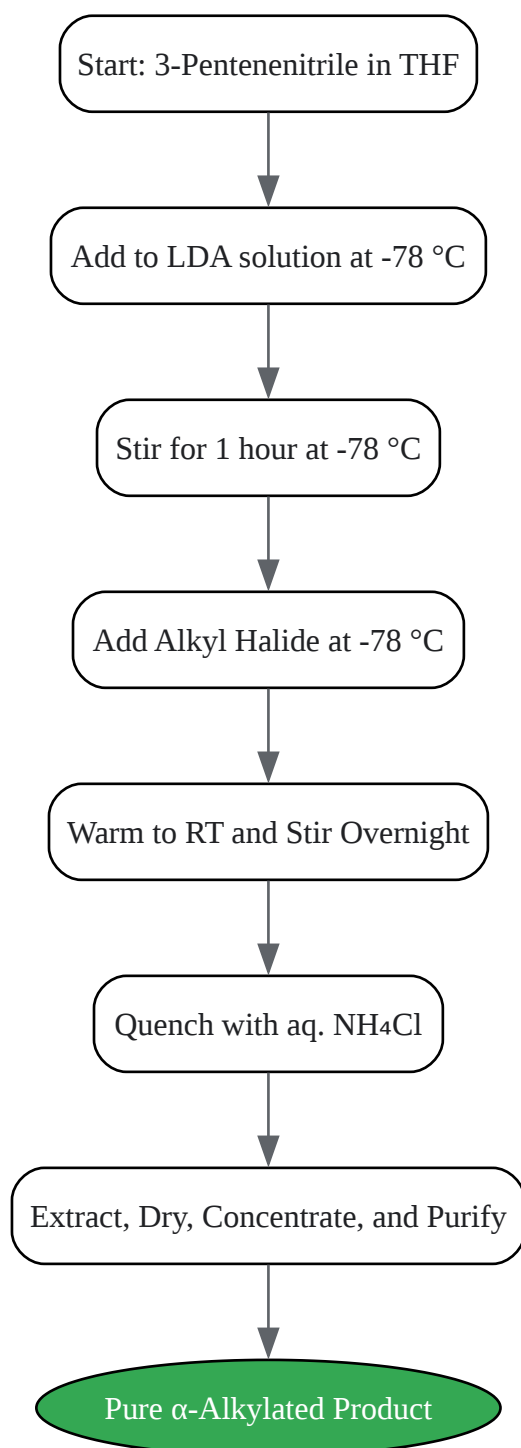 Start: 3-Pentenenitrile in THF
Add to LDA solution at -78 °C
Stir for 1 hour at -78 °C
Add Alkyl Halide at -78 °C
Warm to RT and Stir Overnight
Quench with aq. NH₄Cl
Extract, Dry, Concentrate, and Purify
Pure α-Alkylated Product